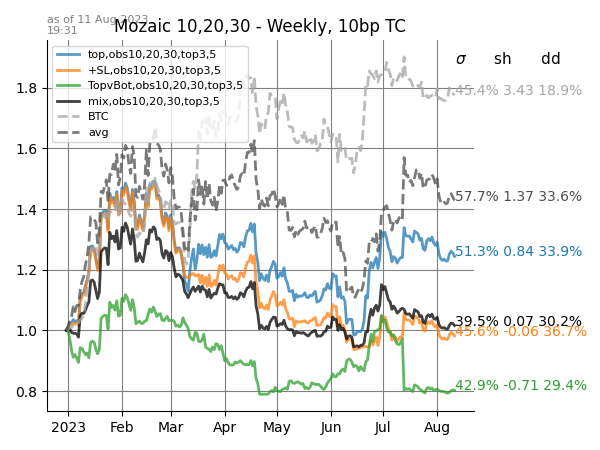 as of 11 Aug 2023
19:31
Mozaic 10,20,30 - Weekly, 10bp TC
top,obs10,20,30,top3,5
+SL,obs10,20,30,top3,5
TopvBot,obs10,20,30,top3,5
mix,obs10,20,30,top3,5
BTC
avg
σ sh dd
45.4% 3.43 18.9%
57.7% 1.37 33.6%
51.3% 0.84 33.9%
39.5% 0.07 30.2%
45.6% -0.06 36.7%
42.9% -0.71 29.4%
1.8
1.6
1.4
1.2
1.0
0.8
2023 Feb Mar Apr May Jun Jul Aug